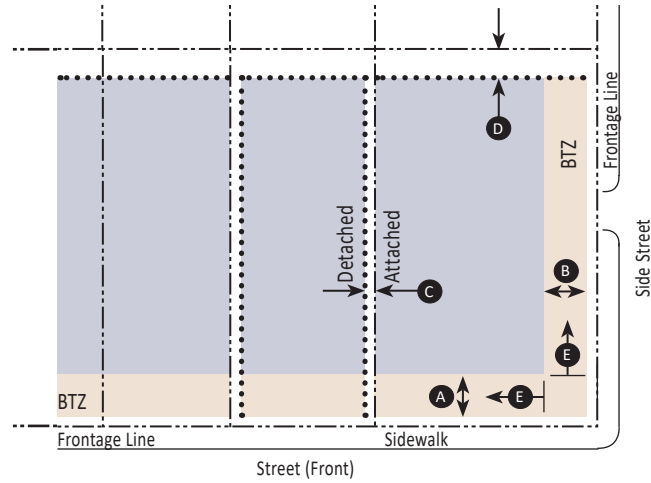 Frontage Line
D
BTZ
Side Street
Detached
Attached
B
C
E
BTZ
A
E
Frontage Line
Sidewalk
Street (Front)